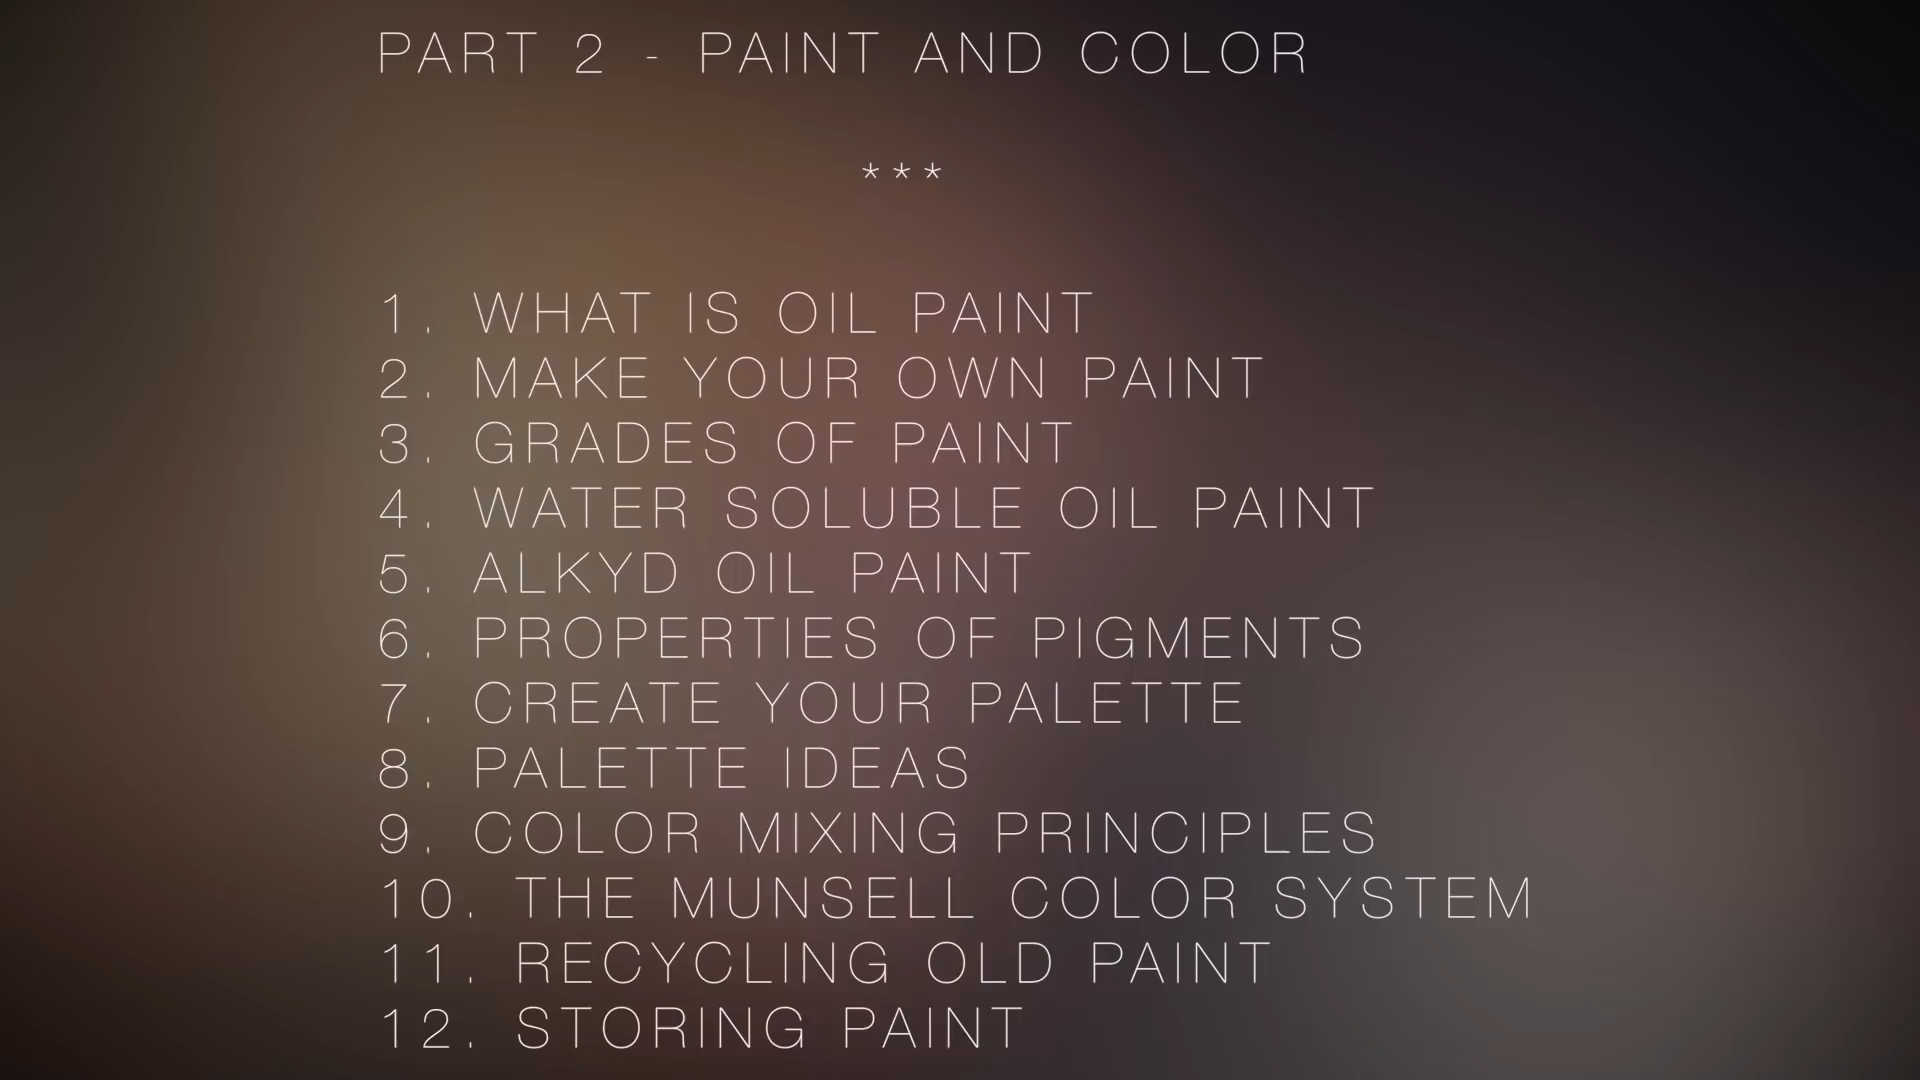 PART 2 - PAINT AND COLOR
***
1. WHAT IS OIL PAINT
2. MAKE YOUR OWN PAINT
3. GRADES OF PAINT
4. WATER SOLUBLE OIL PAINT
5. ALKYD OIL PAINT
6. PROPERTIES OF PIGMENTS
7. CREATE YOUR PALETTE
8. PALETTE IDEAS
9. COLOR MIXING PRINCIPLES
10. THE MUNSELL COLOR SYSTEM
11. RECYCLING OLD PAINT
12. STORING PAINT